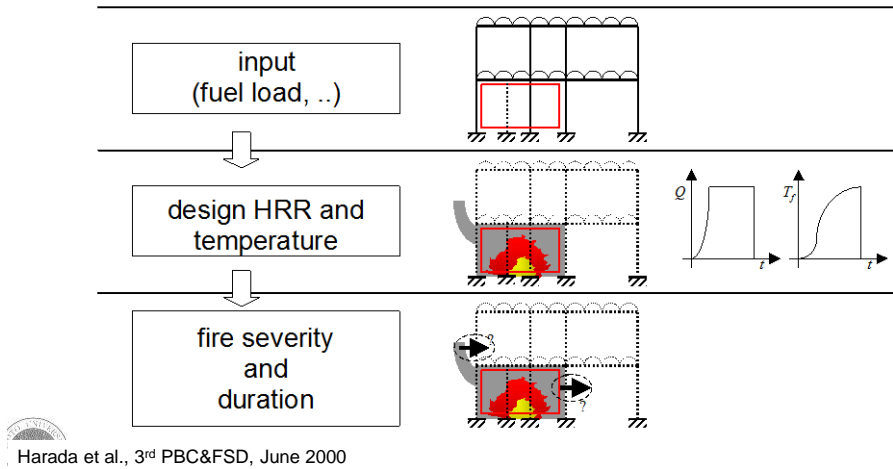 input
(fuel load, ..)
design HRR and
temperature
Q
t
T_f
t
fire severity
and
duration
?
?
Harada et al., 3rd PBC&FSD, June 2000